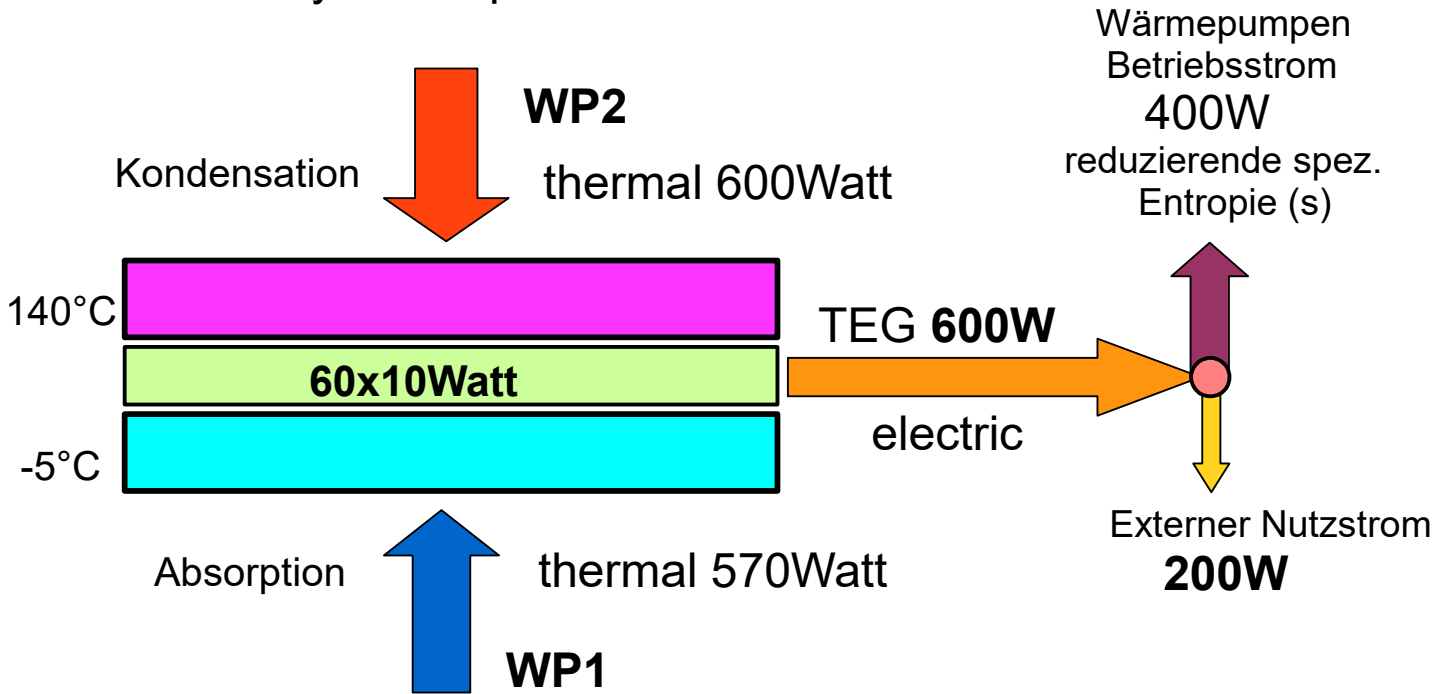 Wärmepumpen
Betriebsstrom
400W
reduzierende spez.
Entropie (s)
WP2
Kondensation
thermal 600Watt
140°C
TEG 600W
60x10Watt
electric
-5°C
Externer Nutzstrom
200W
Absorption
thermal 570Watt
WP1